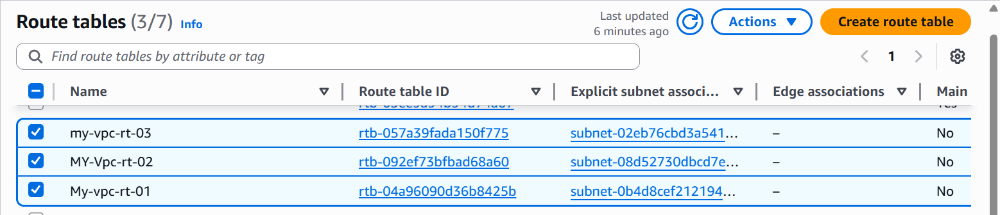 Route tables (3/7) Info
Last updated
6 minutes ago
Actions
Create route table
Find route tables by attribute or tag
1
Name Route table ID Explicit subnet associ... Edge associations Main
my-vpc-rt-03 rtb-057a39fada150f775 subnet-02eb76cbd3a541... – No
MY-Vpc-rt-02 rtb-092ef73bfbad68a60 subnet-08d52730dbcd7e... – No
My-vpc-rt-01 rtb-04a96090d36b8425b subnet-0b4d8cef212194... – No